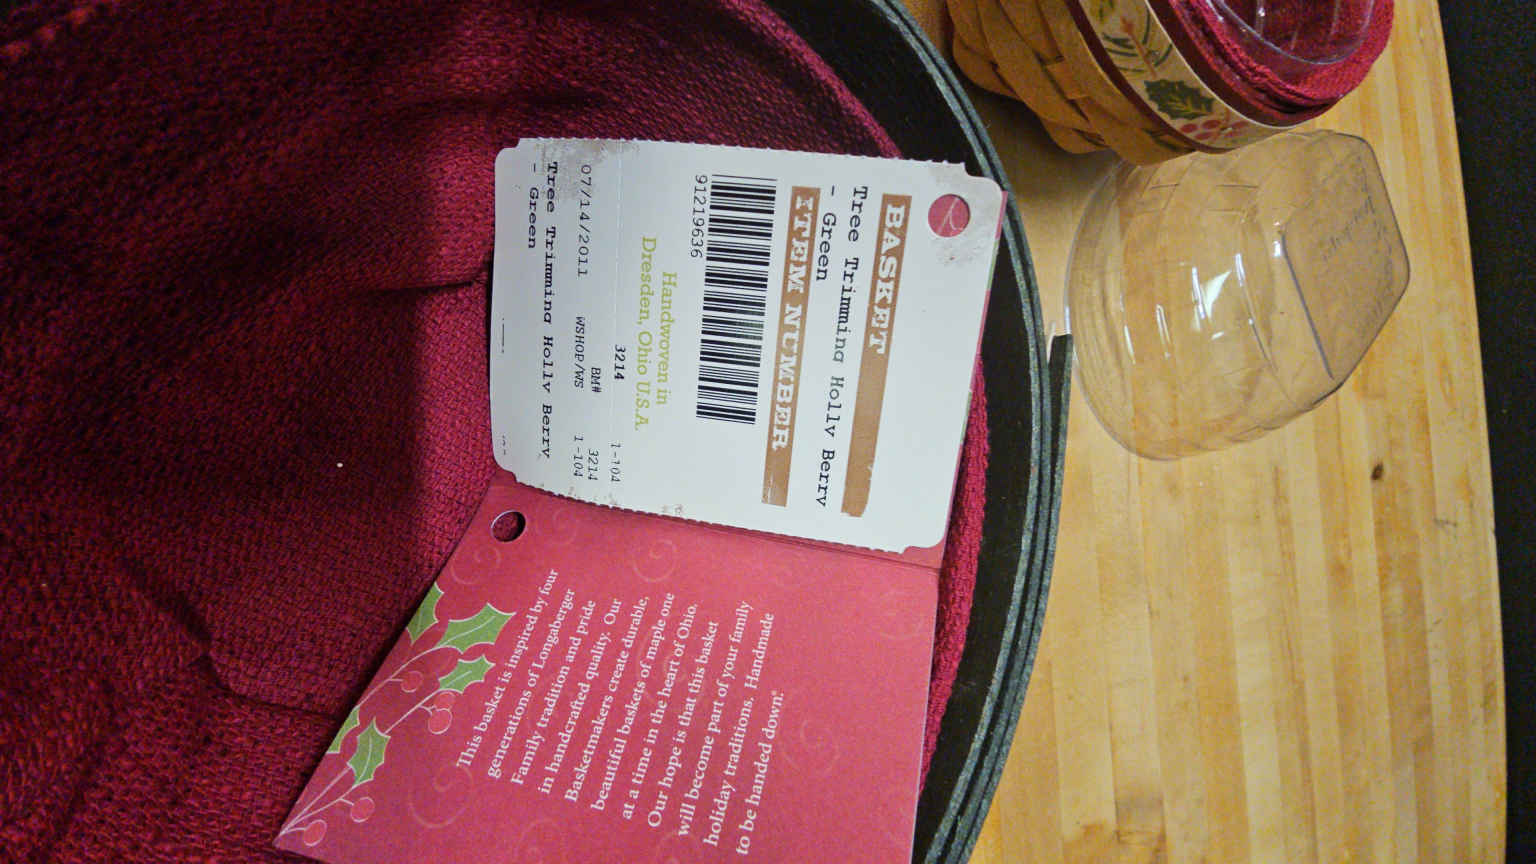 BASKET
Tree Trimming Holly Berry
- Green
ITEM NUMBER
91219636
Handwoven in
Dresden, Ohio U.S.A.
3214 1-104
BM# 3214
07/14/2011 WSHOP/WS 1-104
Tree Trimming Holly Berry
- Green
This basket is inspired by four
generations of Longaberger
Family tradition and pride
in handcrafted quality. Our
Basketmakers create durable,
beautiful baskets of maple one
at a time in the heart of Ohio.
Our hope is that this basket
will become part of your family
holiday traditions. Handmade
to be handed down.®